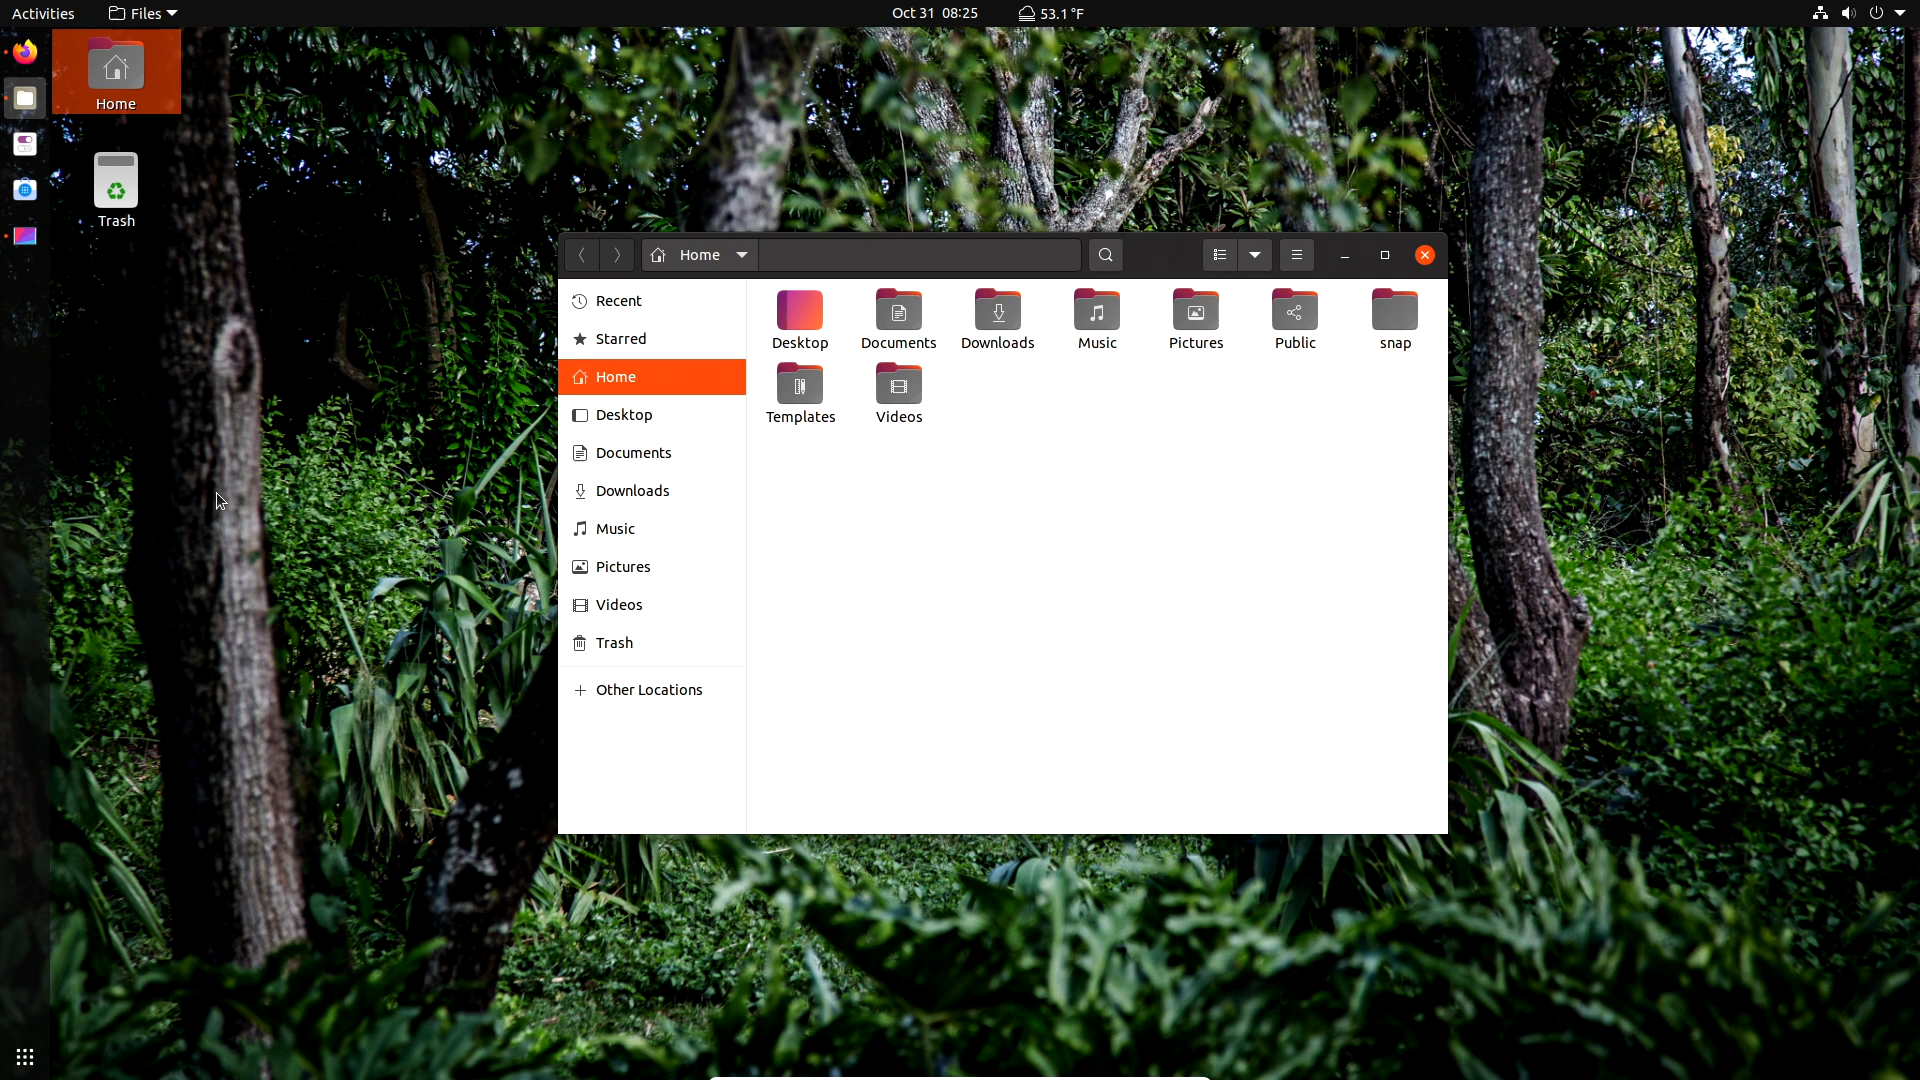 Activities Files Oct 31 08:25 53.1 °F
Home
Trash
Home
Recent
Starred
Home
Desktop
Documents
Downloads
Music
Pictures
Videos
Trash
Other Locations
Desktop Documents Downloads Music Pictures Public snap
Templates Videos